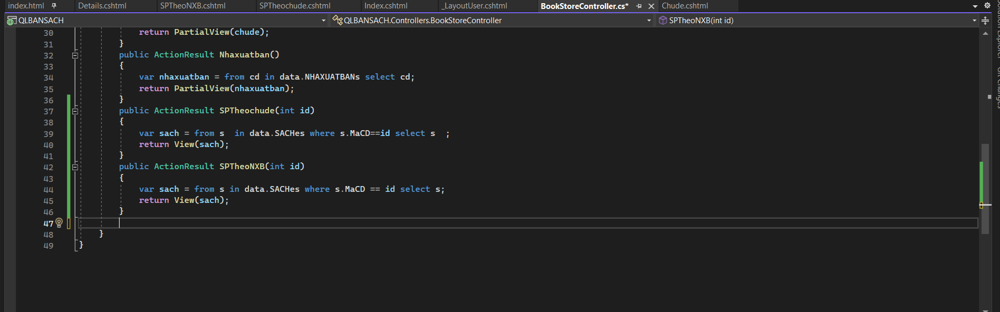 index.html Details.cshtml SPTheoNXB.cshtml SPTheochude.cshtml Index.cshtml _LayoutUser.cshtml BookStoreController.cs* Chude.cshtml
QLBANSACH QLBANSACH.Controllers.BookStoreController SPTheoNXB(int id)
30 return PartialView(chude);
31 }
32 public ActionResult Nhaxuatban()
33 {
34 var nhaxuatban = from cd in data.NHAXUATBANs select cd;
35 return PartialView(nhaxuatban);
36 }
37 public ActionResult SPTheochude(int id)
38 {
39 var sach = from s  in data.SACHes where s.MaCD==id select s  ;
40 return View(sach);
41 }
42 public ActionResult SPTheoNXB(int id)
43 {
44 var sach = from s in data.SACHes where s.MaCD == id select s;
45 return View(sach);
46 }
47
48 }
49 }
Solution Explorer
Git Changes